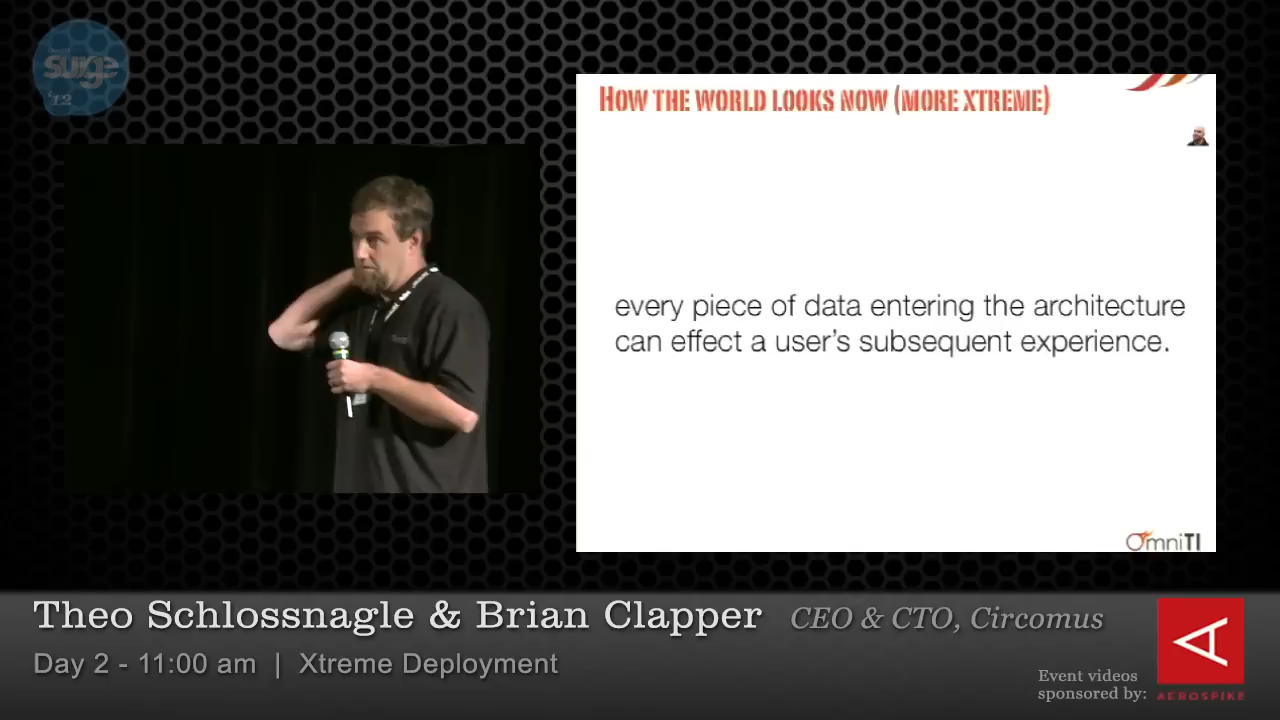 OmniTI
surge
'12
HOW THE WORLD LOOKS NOW (MORE XTREME)
every piece of data entering the architecture
can effect a user's subsequent experience.
OmniTI
Theo Schlossnagle & Brian Clapper CEO & CTO, Circomus
Day 2 - 11:00 am | Xtreme Deployment
Event videos
sponsored by:
AEROSPIKE